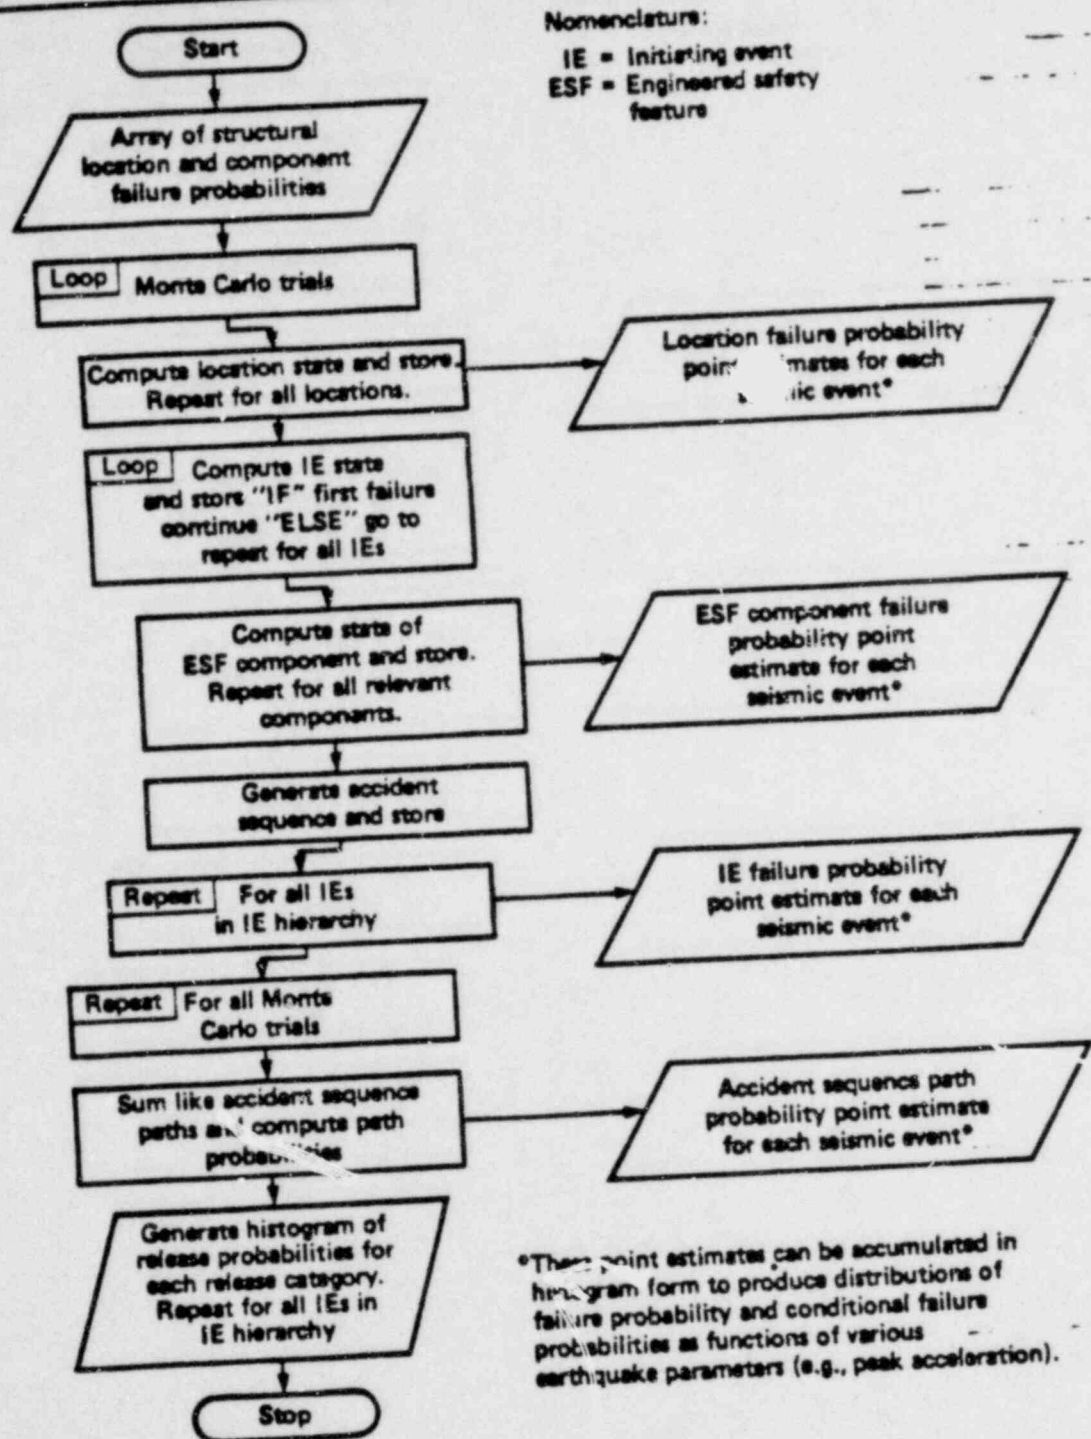 Nomenclature:
IE = Initiating event
ESF = Engineered safety
feature
Start
Array of structural
location and component
failure probabilities
Loop
Monte Carlo trials
Compute location state and store.
Repeat for all locations.
Location failure probability
for each
event*
Loop
Compute IE state
and store "IF" first failure
continue "ELSE" go to
repeat for all IEs
Compute state of
ESF component and store.
Repeat for all relevant
components.
ESF component failure
probability point
estimate for each
seismic event*
Generate accident
sequence and store
Repeat
For all IEs
in IE hierarchy
IE failure probability
point estimate for each
seismic event*
Repeat
For all Monte
Carlo trials
Sum like accident sequence
paths and compute path
probabilities
Accident sequence path
probability point estimate
for each seismic event*
Generate histogram of
release probabilities for
each release category.
Repeat for all IEs in
IE hierarchy
Stop
*These point estimates can be accumulated in
histogram form to produce distributions of
failure probability and conditional failure
probabilities as functions of various
earthquake parameters (e.g., peak acceleration).